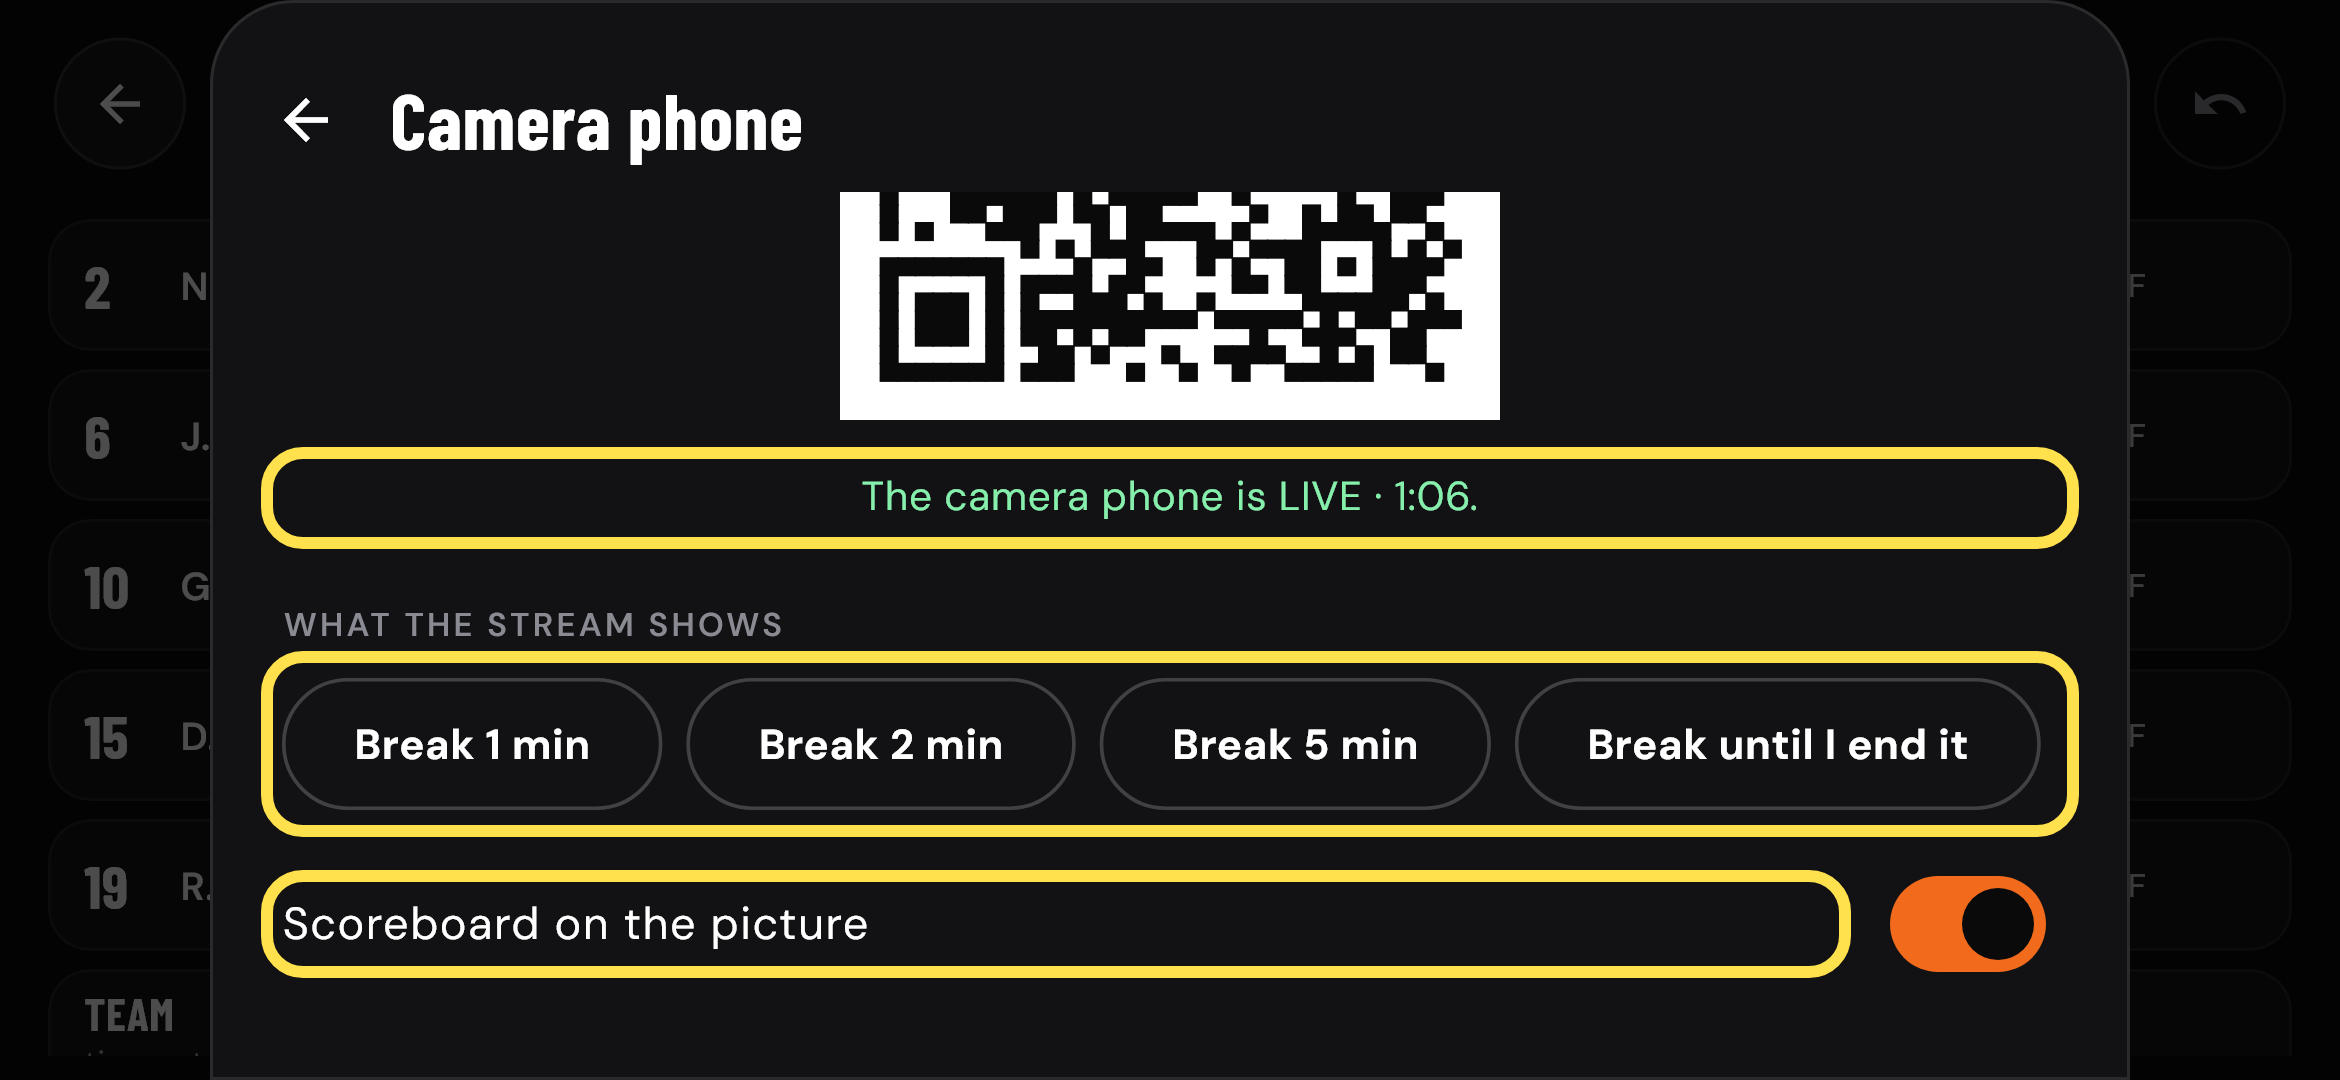 Camera phone
2 N
6 J.
10 G
15 D.
19 R.
TEAM
F
F
F
F
F
The camera phone is LIVE · 1:06.
WHAT THE STREAM SHOWS
Break 1 min
Break 2 min
Break 5 min
Break until I end it
Scoreboard on the picture